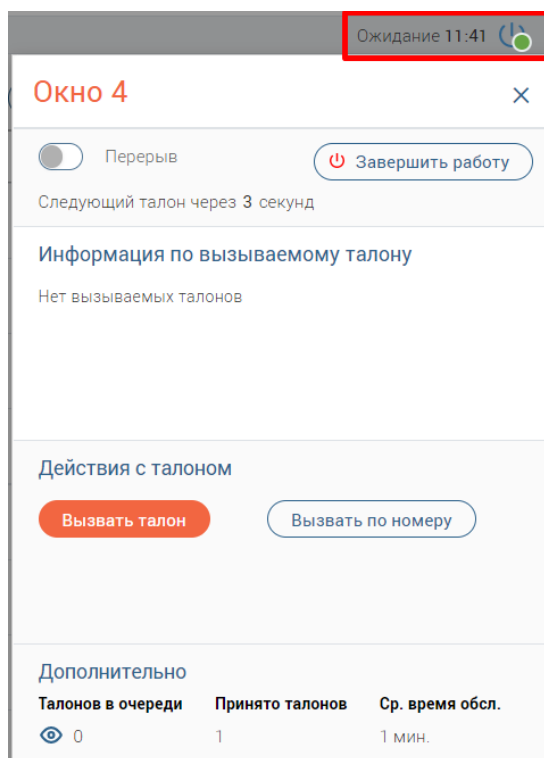 Ожидание 11:41
Окно 4
Перерыв
Завершить работу
Следующий талон через 3 секунд
Информация по вызываемому талону
Нет вызываемых талонов
Действия с талоном
Вызвать талон
Вызвать по номеру
Дополнительно
Талонов в очереди Принято талонов Ср. время обсл.
0 1 1 мин.